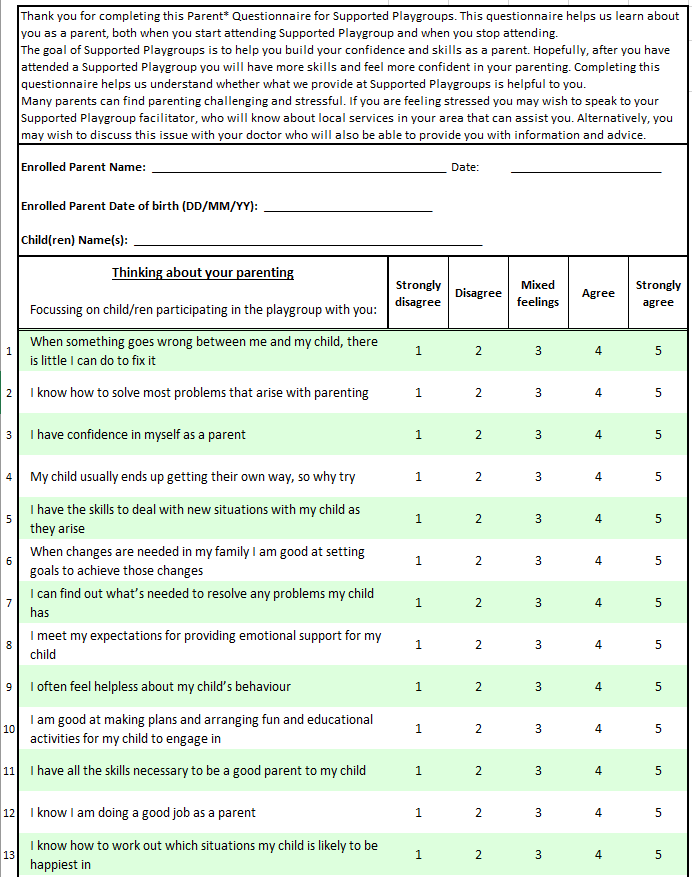 Thank you for completing this Parent* Questionnaire for Supported Playgroups. This questionnaire helps us learn about
you as a parent, both when you start attending Supported Playgroup and when you stop attending.
The goal of Supported Playgroups is to help you build your confidence and skills as a parent. Hopefully, after you have
attended a Supported Playgroup you will have more skills and feel more confident in your parenting. Completing this
questionnaire helps us understand whether what we provide at Supported Playgroups is helpful to you.
Many parents can find parenting challenging and stressful. If you are feeling stressed you may wish to speak to your
Supported Playgroup facilitator, who will know about local services in your area that can assist you. Alternatively, you
may wish to discuss this issue with your doctor who will also be able to provide you with information and advice.
Enrolled Parent Name: Date:
Enrolled Parent Date of birth (DD/MM/YY):
Child(ren) Name(s):
Thinking about your parenting
Focussing on child/ren participating in the playgroup with you:
Strongly disagree
Disagree
Mixed feelings
Agree
Strongly agree
1 When something goes wrong between me and my child, there
is little I can do to fix it 1 2 3 4 5
2 I know how to solve most problems that arise with parenting 1 2 3 4 5
3 I have confidence in myself as a parent 1 2 3 4 5
4 My child usually ends up getting their own way, so why try 1 2 3 4 5
5 I have the skills to deal with new situations with my child as
they arise 1 2 3 4 5
6 When changes are needed in my family I am good at setting
goals to achieve those changes 1 2 3 4 5
7 I can find out what's needed to resolve any problems my child
has 1 2 3 4 5
8 I meet my expectations for providing emotional support for my
child 1 2 3 4 5
9 I often feel helpless about my child's behaviour 1 2 3 4 5
10 I am good at making plans and arranging fun and educational
activities for my child to engage in 1 2 3 4 5
11 I have all the skills necessary to be a good parent to my child 1 2 3 4 5
12 I know I am doing a good job as a parent 1 2 3 4 5
13 I know how to work out which situations my child is likely to be
happiest in 1 2 3 4 5